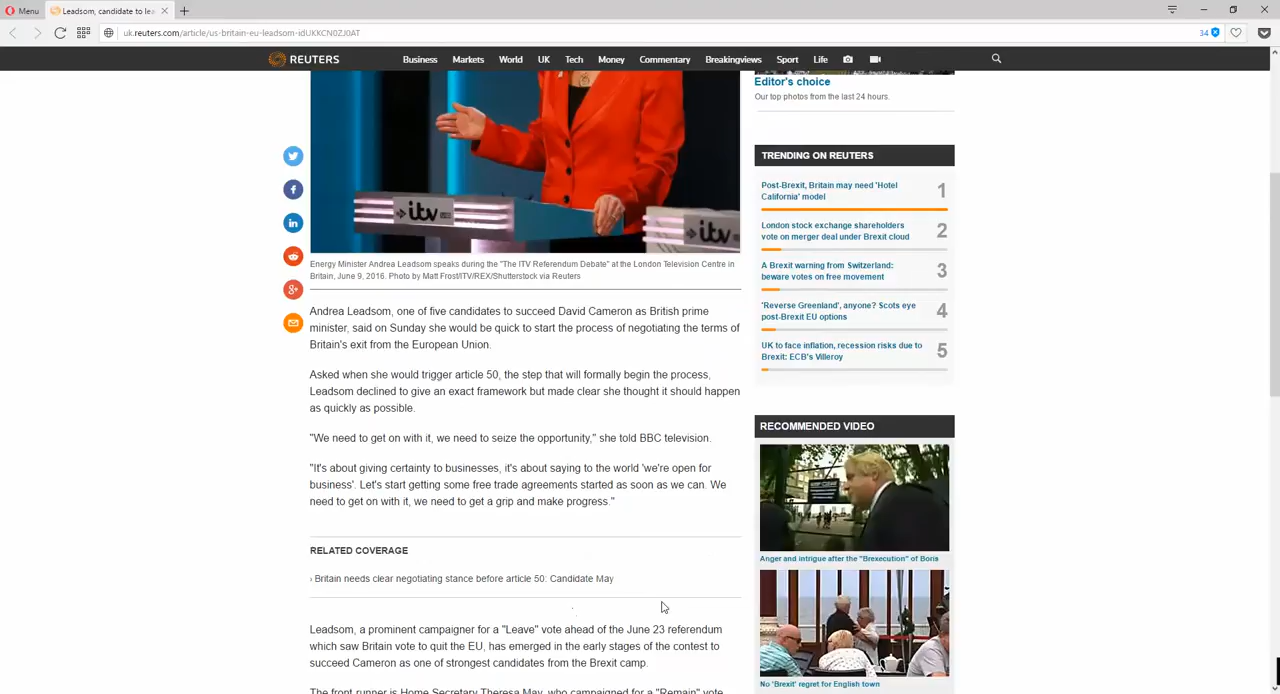 Menu
Leadsom, candidate to lea
uk.reuters.com/article/us-britain-eu-leadsom-idUKKCN0ZJ0AT
34
REUTERS
Business Markets World UK Tech Money Commentary Breakingviews Sport Life
itv
itv
Energy Minister Andrea Leadsom speaks during the "The ITV Referendum Debate" at the London Television Centre in
Britain, June 9, 2016. Photo by Matt Frost/ITV/REX/Shutterstock via Reuters
Andrea Leadsom, one of five candidates to succeed David Cameron as British prime
minister, said on Sunday she would be quick to start the process of negotiating the terms of
Britain's exit from the European Union.
Asked when she would trigger article 50, the step that will formally begin the process,
Leadsom declined to give an exact framework but made clear she thought it should happen
as quickly as possible.
"We need to get on with it, we need to seize the opportunity," she told BBC television.
"It's about giving certainty to businesses, it's about saying to the world 'we're open for
business'. Let's start getting some free trade agreements started as soon as we can. We
need to get on with it, we need to get a grip and make progress."
RELATED COVERAGE
› Britain needs clear negotiating stance before article 50: Candidate May
Leadsom, a prominent campaigner for a "Leave" vote ahead of the June 23 referendum
which saw Britain vote to quit the EU, has emerged in the early stages of the contest to
succeed Cameron as one of strongest candidates from the Brexit camp.
The front runner is Home Secretary Theresa May, who campaigned for a "Remain" vote
Editor's choice
Our top photos from the last 24 hours.
TRENDING ON REUTERS
Post-Brexit, Britain may need 'Hotel
California' model
1
London stock exchange shareholders
vote on merger deal under Brexit cloud
2
A Brexit warning from Switzerland:
beware votes on free movement
3
'Reverse Greenland', anyone? Scots eye
post-Brexit EU options
4
UK to face inflation, recession risks due to
Brexit: ECB's Villeroy
5
RECOMMENDED VIDEO
Anger and intrigue after the "Brexecution" of Boris
No 'Brexit' regret for English town